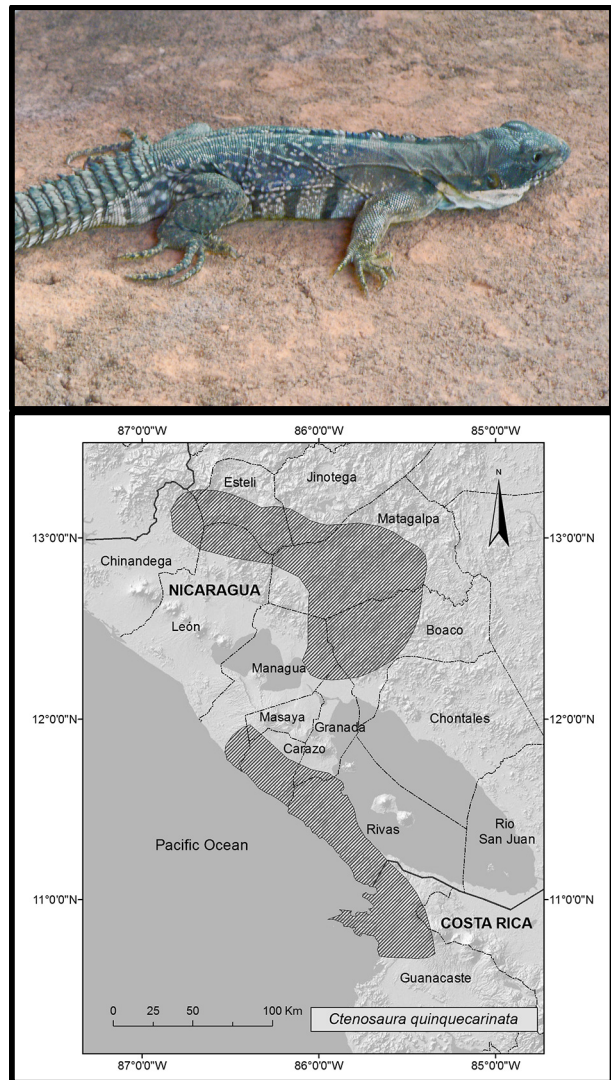 87°0'0"W 86°0'0"W 85°0'0"W
N
Esteli
Jinotega
Matagalpa
13°0'0"N 13°0'0"N
Chinandega
NICARAGUA
León
Boaco
Managua
12°0'0"N 12°0'0"N
Masaya
Granada
Chontales
Carazo
Rivas
Rio
San Juan
Pacific Ocean
11°0'0"N 11°0'0"N
COSTA RICA
Guanacaste
0 25 50 100 Km
Ctenosaura quinquecarinata
87°0'0"W 86°0'0"W 85°0'0"W